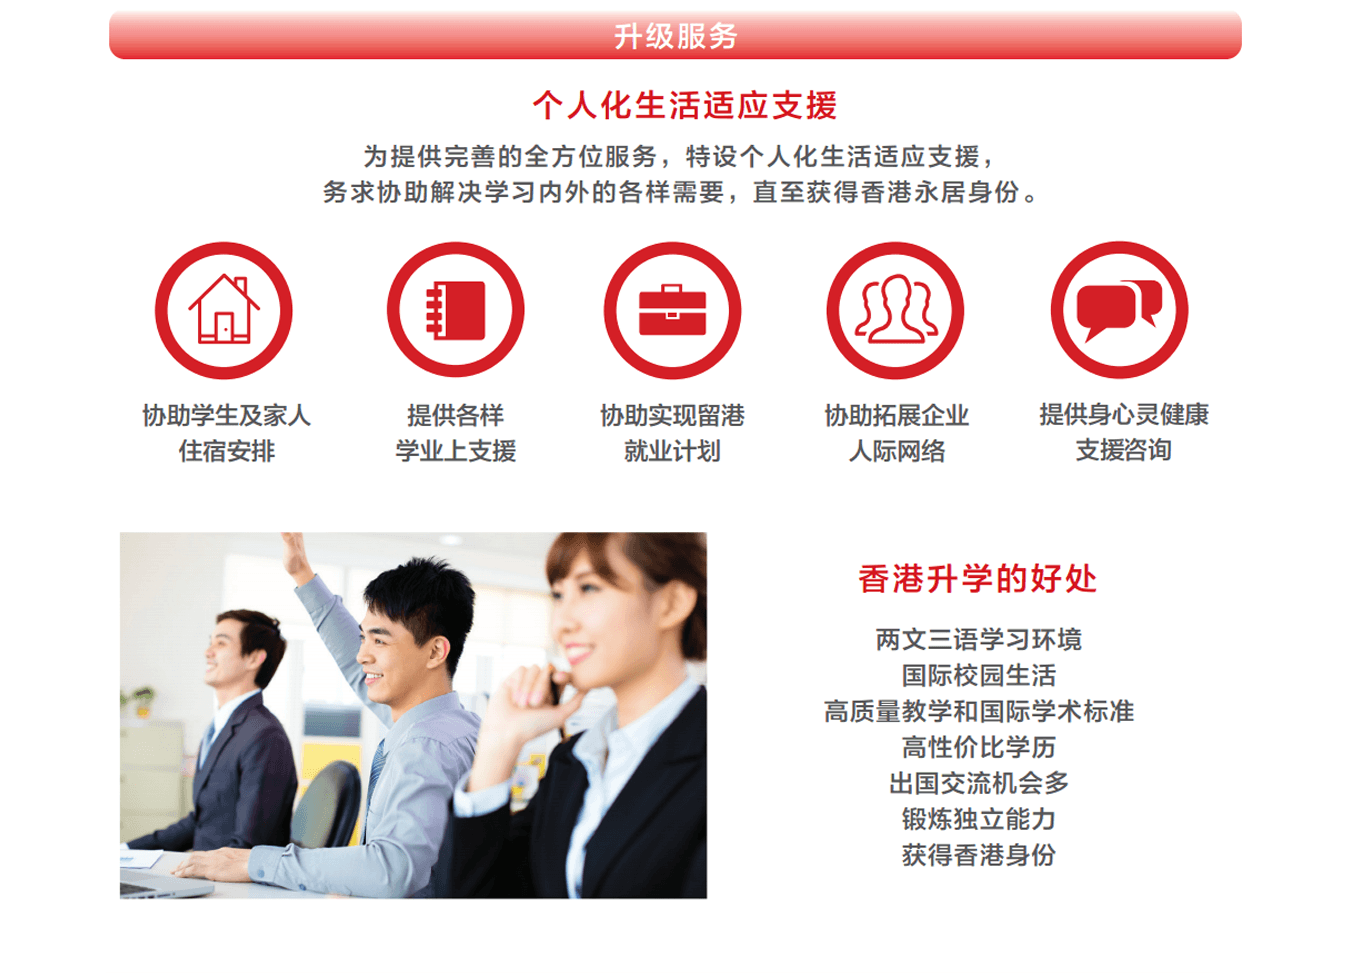 升级服务
个人化生活适应支援
为提供完善的全方位服务，特设个人化生活适应支援，
务求协助解决学习内外的各样需要，直至获得香港永居身份。
协助学生及家人
住宿安排
提供各样
学业上支援
协助实现留港
就业计划
协助拓展企业
人际网络
提供身心灵健康
支援咨询
香港升学的好处
两文三语学习环境
国际校园生活
高质量教学和国际学术标准
高性价比学历
出国交流机会多
锻炼独立能力
获得香港身份